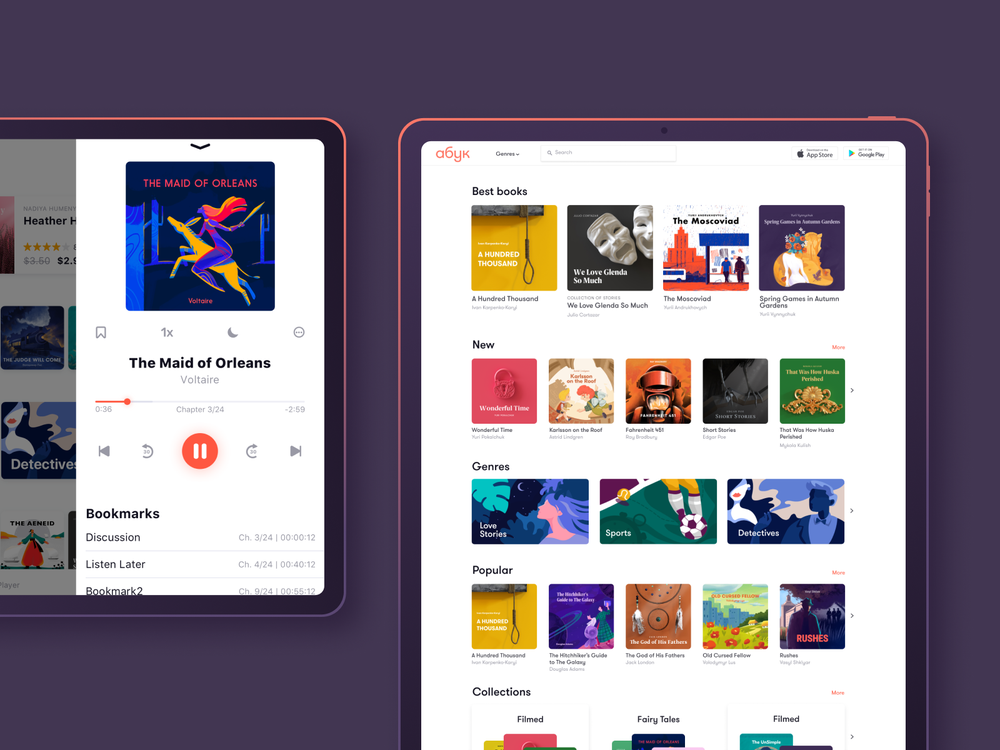 NADIYA HUMENY
Heather H
$3.50 $2.9
THE JUDGE WILL COME
Detectives
THE AENEID
Player
THE MAID OF ORLEANS
Voltaire
1x
The Maid of Orleans
Voltaire
0:36 Chapter 3/24 -2:59
Bookmarks
Discussion Ch. 3/24 | 00:00:12
Listen Later Ch. 4/24 | 00:40:12
Bookmark2 Ch. 9/24 | 00:55:12
абук Genres Search App Store Google Play
Best books
A HUNDRED
THOUSAND
We Love Glenda
So Much
The Moscoviad
Spring Games in Autumn Gardens
A Hundred Thousand
Ivan Karpenko-Karyi
COLLECTION OF STORIES
We Love Glenda So Much
Julio Cortazar
The Moscoviad
Yurii Andrukhovych
Spring Games in Autumn
Gardens
Yurii Vynnychuk
New More
Wonderful Time
Karlsson
on the Roof
FAHRENHEIT 451
SHORT STORIES
That Was How Huska
Perished
Wonderful Time
Yuri Pokalchuk
Karlsson on the Roof
Astrid Lindgren
Fahrenheit 451
Ray Bradbury
Short Stories
Edgar Poe
That Was How Huska
Perished
Mykola Kulish
Genres
Love
Stories
Sports
Detectives
Popular More
A HUNDRED
THOUSAND
The Hitchhiker's
Guide to The Galaxy
The God of His Fathers
OLD CURSED FELLOW
RUSHES
A Hundred Thousand
Ivan Karpenko-Karyi
The Hitchhiker's Guide
to The Galaxy
Douglas Adams
The God of His Fathers
Jack London
Old Cursed Fellow
Volodymyr Lus
Rushes
Vasyl Shkliar
Collections More
Filmed
Fairy Tales
Filmed
THE MAID OF ORLEANS
The UnSimple